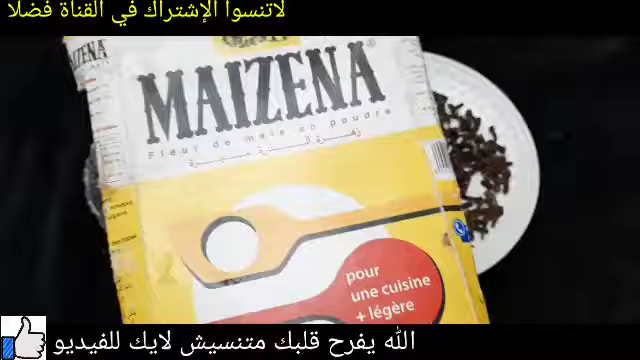 لاتنسوا الإشتراك في القناة فضلا
MAIZENA
MAIZENA®
Fleur de maïs en poudre
pour
une cuisine
+ légère
الله يفرح قلبك متنسيش لايك للفيديو